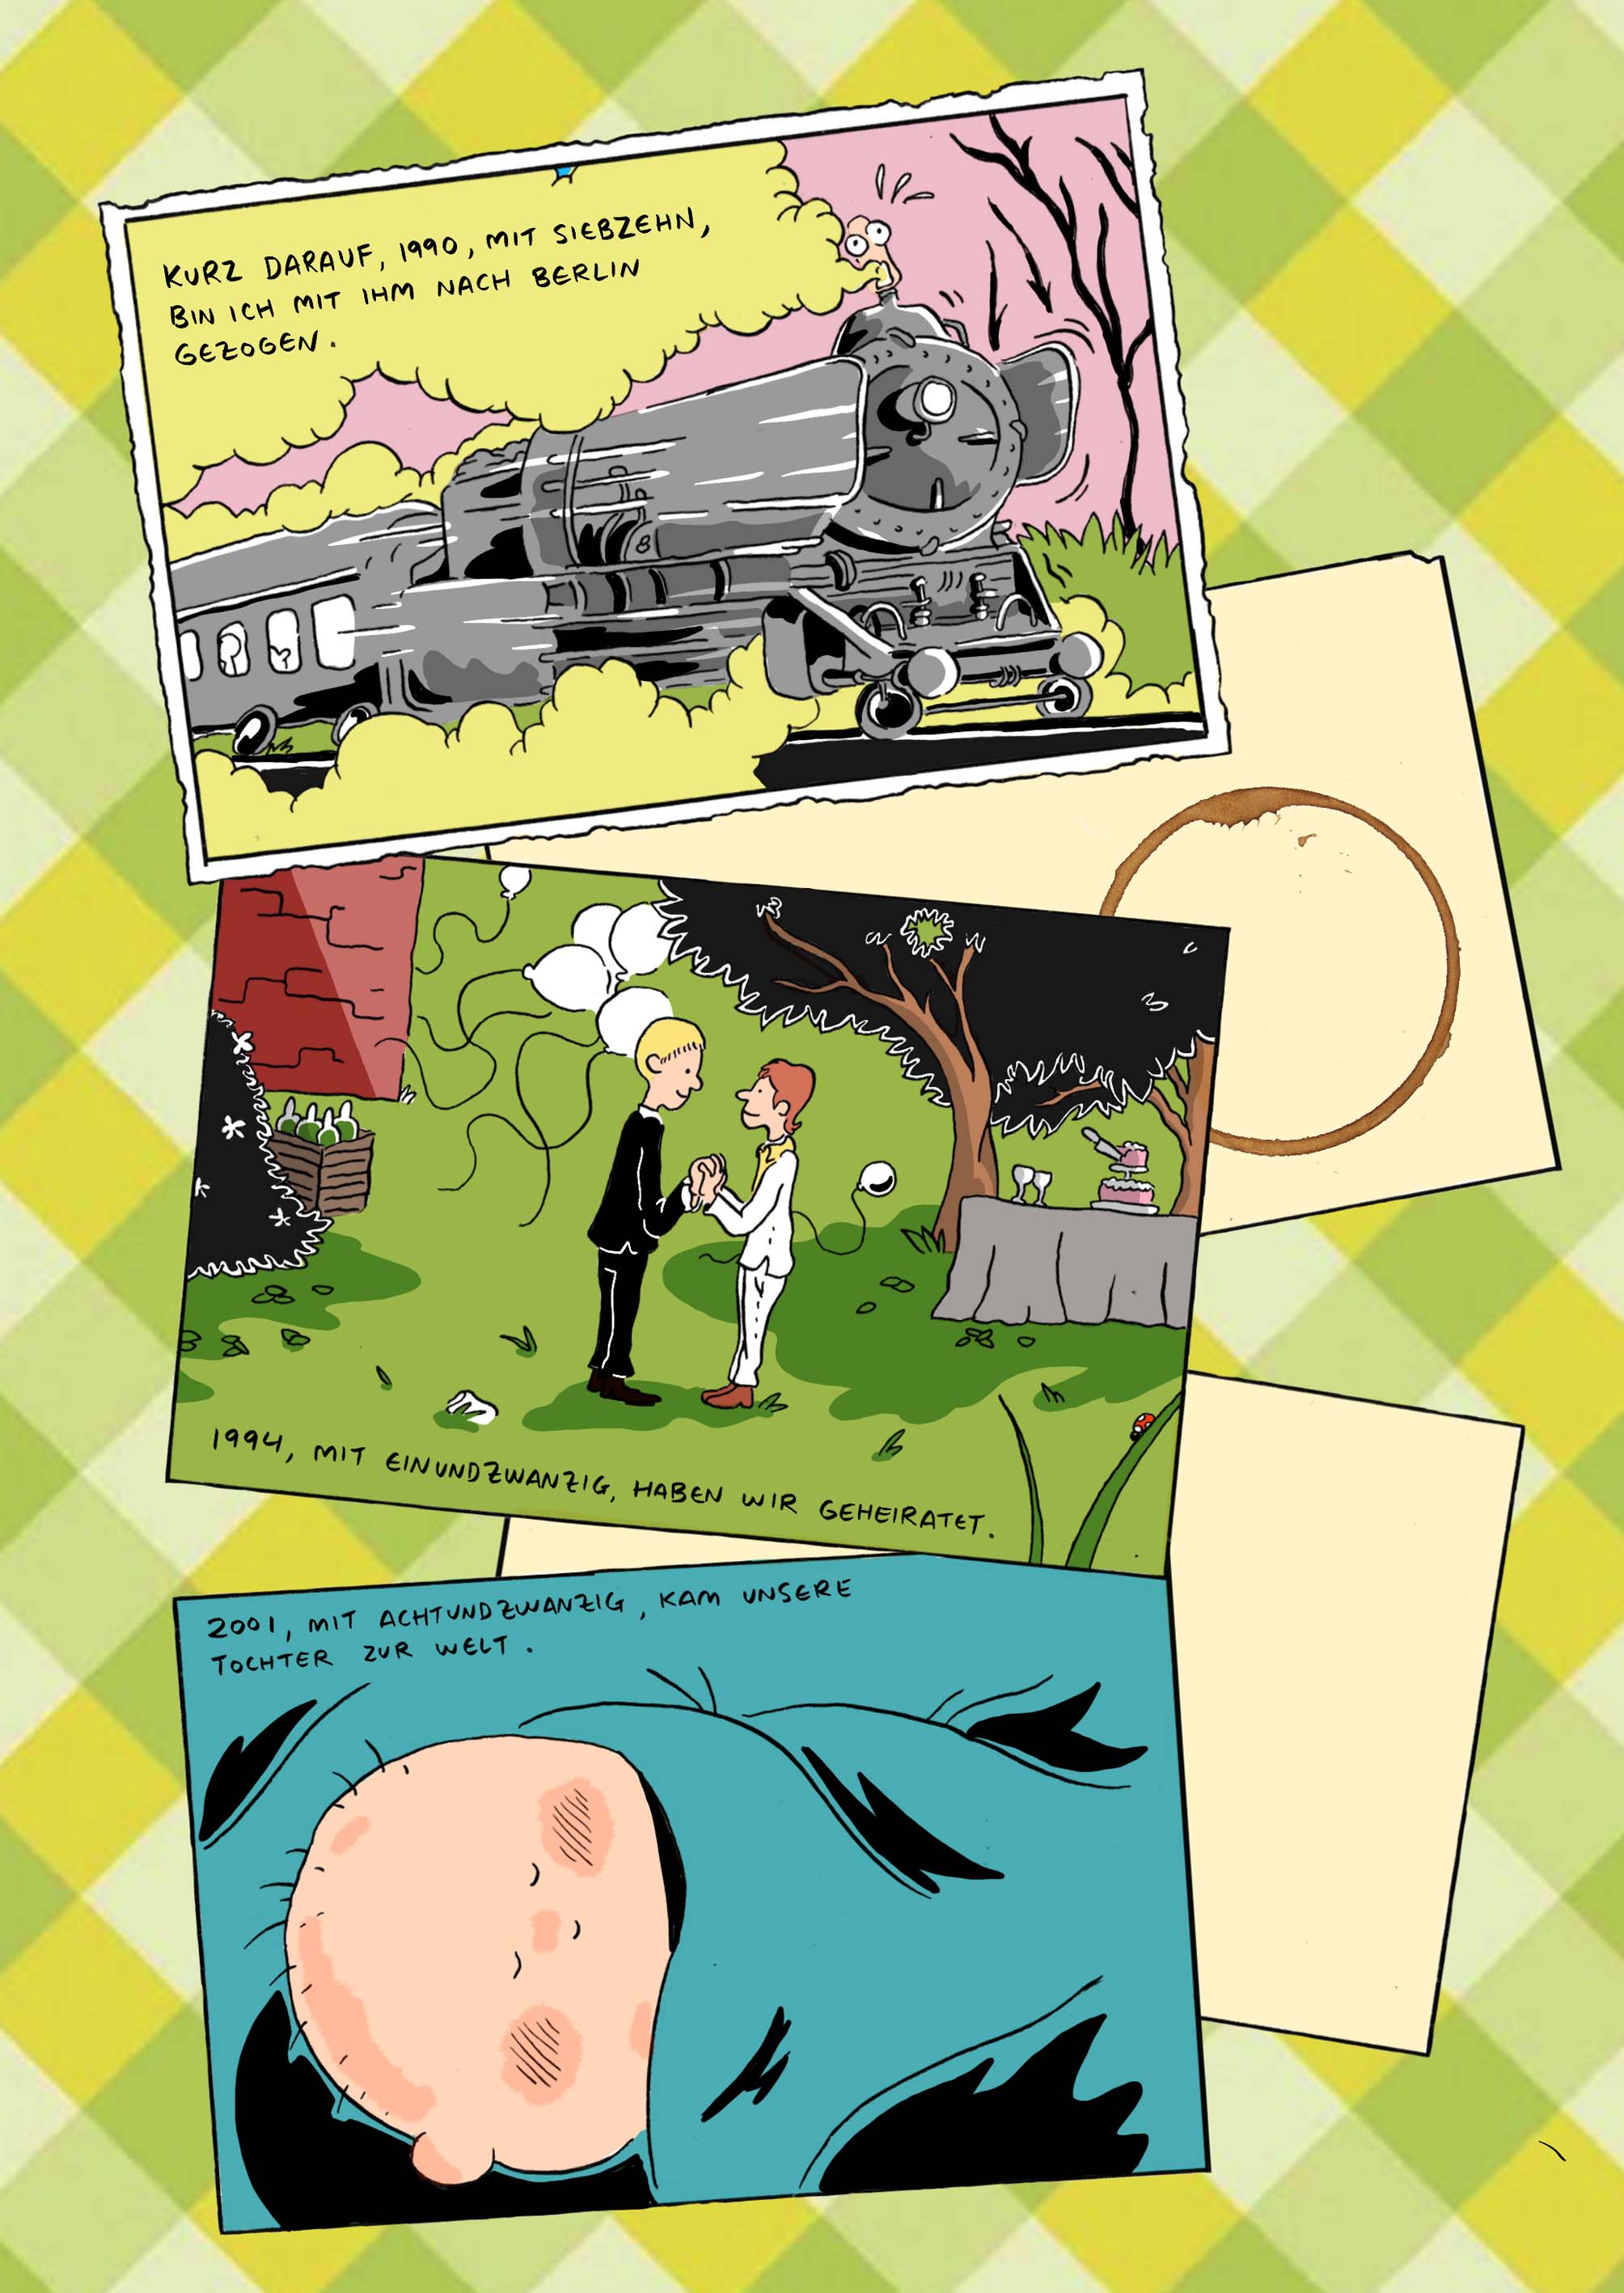 KURZ DARAUF, 1990, MIT SIEBZEHN,
BIN ICH MIT IHM NACH BERLIN
GEZOGEN.
1994, MIT EINUNDZWANZIG, HABEN WIR GEHEIRATET.
2001, MIT ACHTUNDZWANZIG, KAM UNSERE
TOCHTER ZUR WELT.